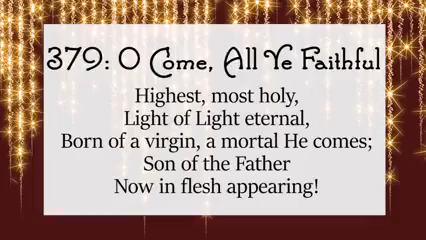 379: O Come, All Ye Faithful
Highest, most holy,
Light of Light eternal,
Born of a virgin, a mortal He comes;
Son of the Father
Now in flesh appearing!